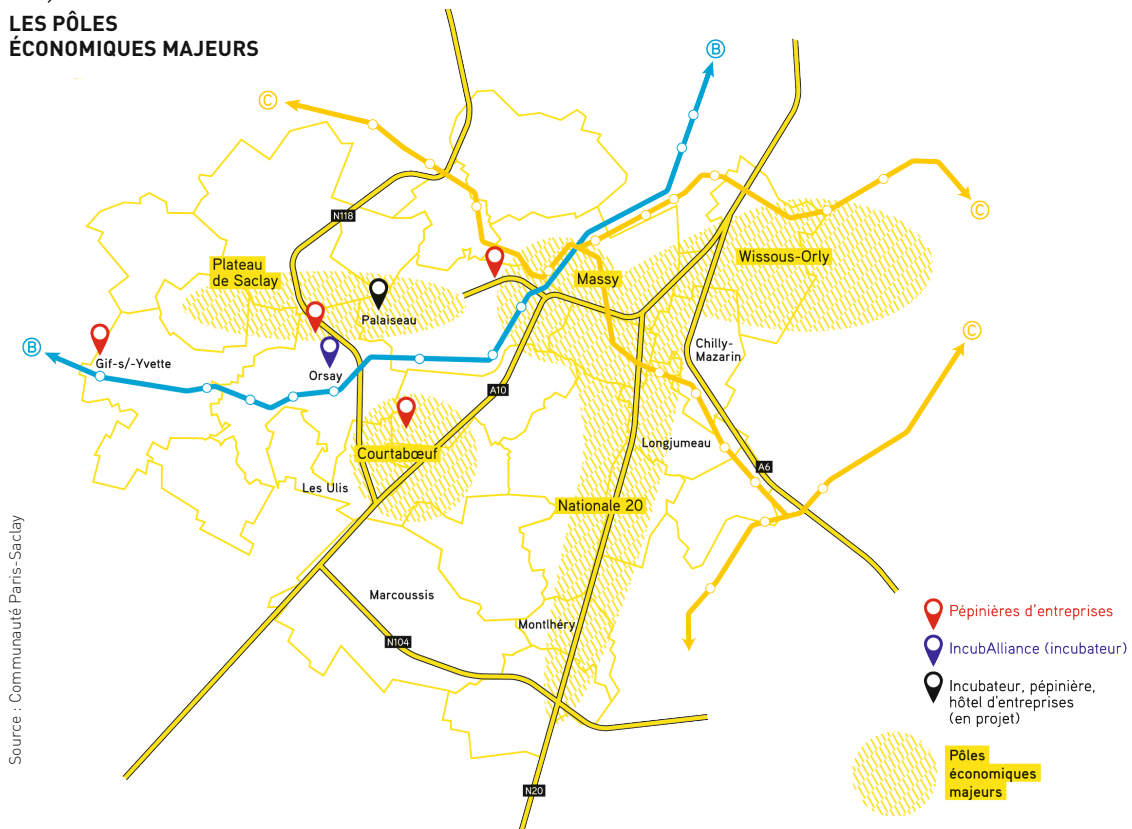 LES PÔLES
ÉCONOMIQUES MAJEURS
B
C
N118
C
Plateau
de Saclay
Wissous-Orly
Massy
Palaiseau
B
Gif-s/-Yvette
Orsay
Chilly-
Mazarin
C
A10
Courtabœuf
Longjumeau
A6
Les Ulis
Nationale 20
Marcoussis
Montlhéry
N104
N20
Pépinières d'entreprises
IncubAlliance (incubateur)
Incubateur, pépinière,
hôtel d'entreprises
(en projet)
Pôles
économiques
majeurs
Source : Communauté Paris-Saclay